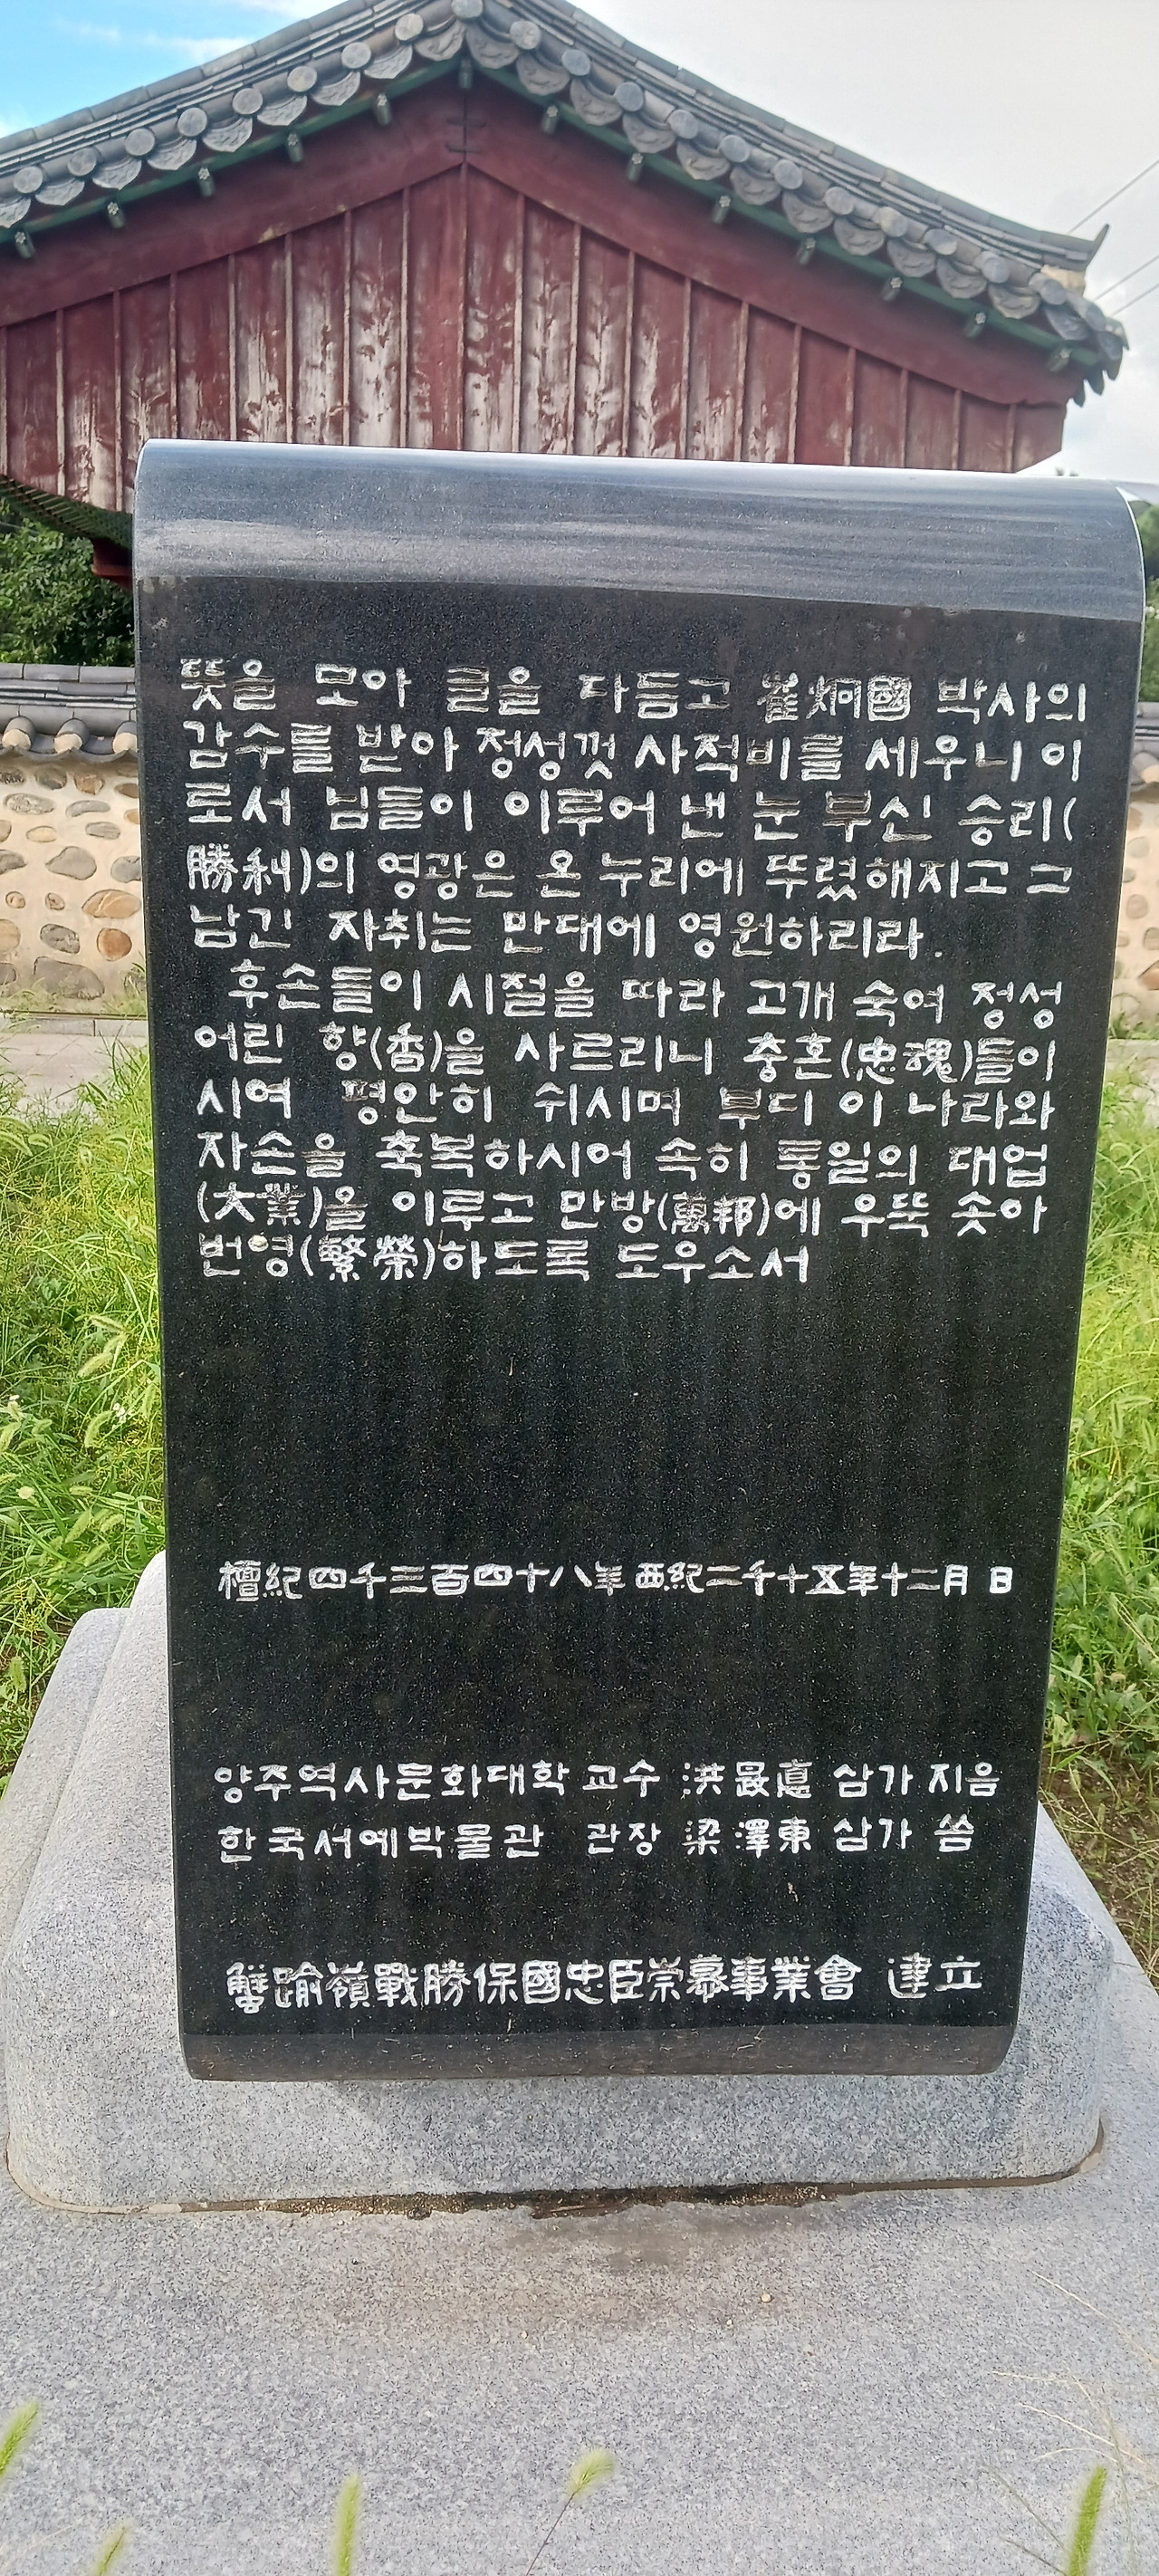 뜻을 모아 글을 다듬고 崔炯國 박사의
감수를 받아 정성껏 사적비를 세우니 이
로서 님들이 이루어 낸 눈 부신 승리(
勝利)의 영광은 온 누리에 뚜렸해지고 그
남긴 자취는 만대에 영원하리라.
후손들이 시절을 따라 고개 숙여 정성
어린 향(香)을 사르리니 충혼(忠魂)들이
시여 평안히 쉬시며 부디 이 나라와
자손을 축복하시어 속히 통일의 대업
(大業)을 이루고 만방(萬邦)에 우뚝 솟아
번영(繁榮)하도록 도우소서
檀紀四千三百四十八年 西紀二千十五年十二月 日
양주역사문화대학 교수 洪最憙 삼가 지음
한국서예박물관 관장 梁澤東 삼가 씀
蟹踰嶺戰勝保國忠臣崇慕事業會 建立